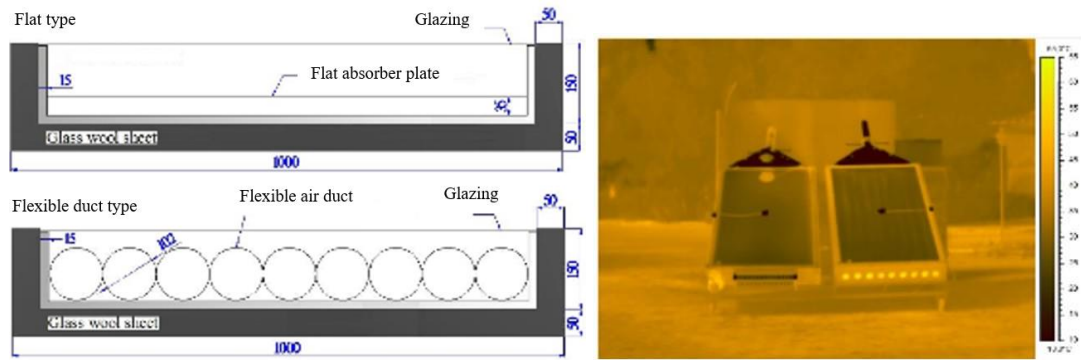 Flat type
Glazing
50
15
Flat absorber plate
150
Glass wool sheet
50
1000
Flexible duct type
Flexible air duct
Glazing
50
15
102
150
Glass wool sheet
50
1000